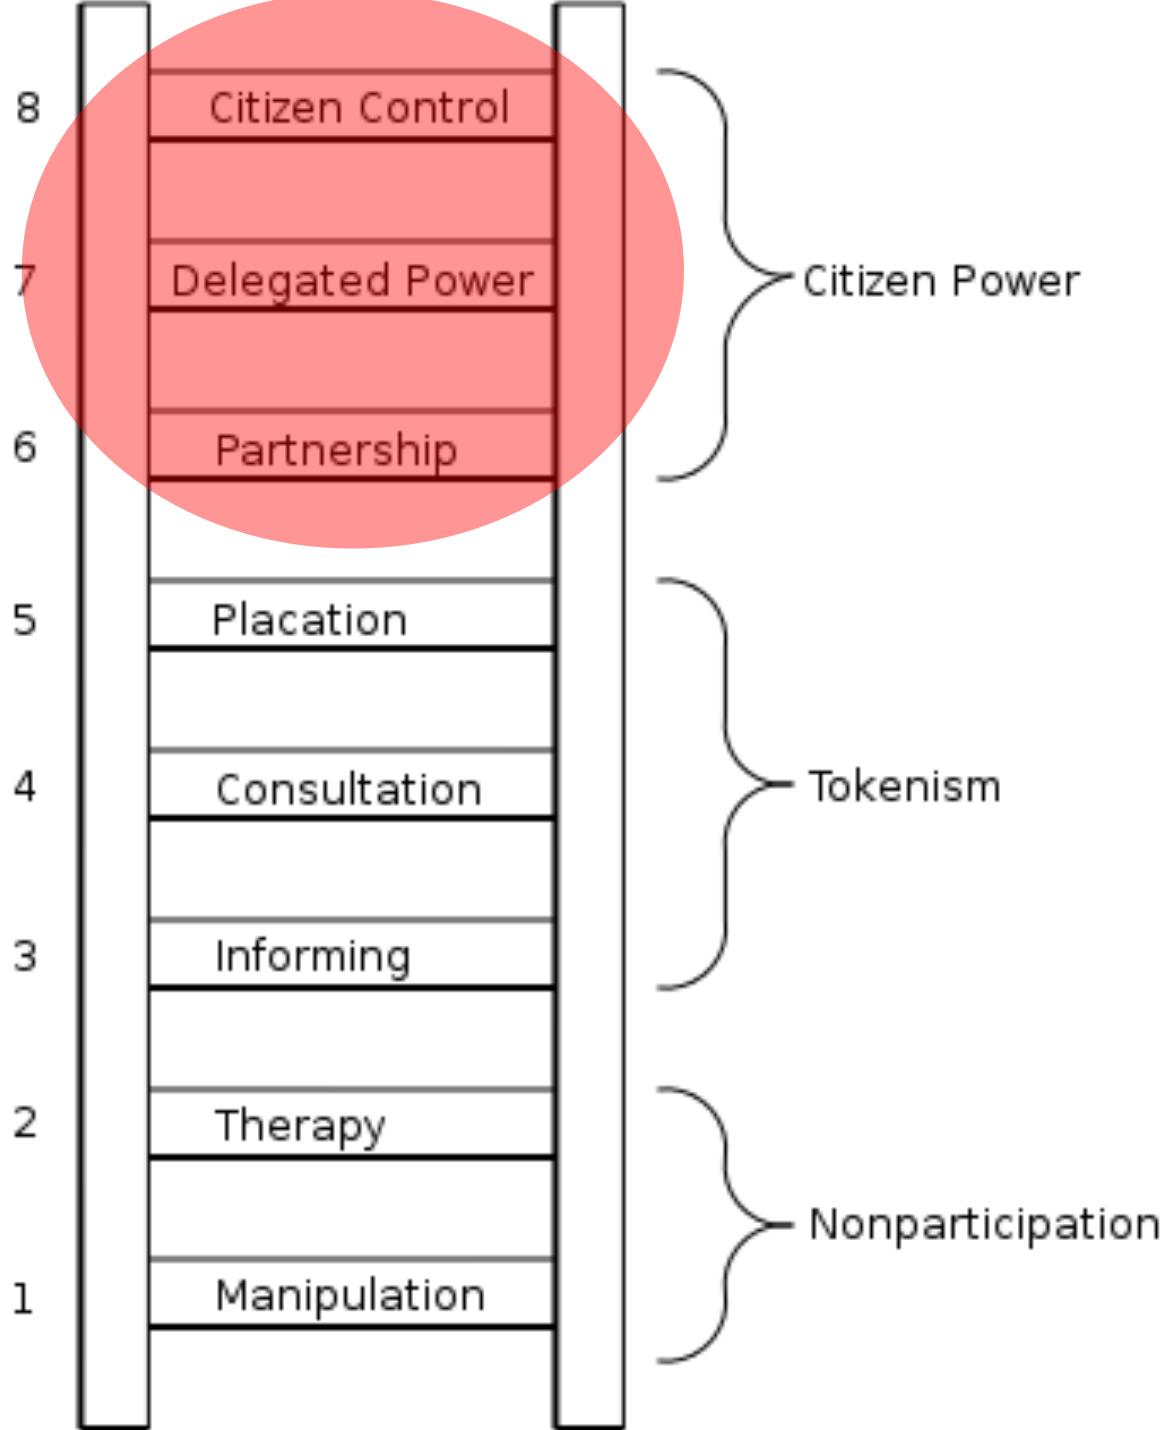 8 Citizen Control
7 Delegated Power
Citizen Power
6 Partnership
5 Placation
4 Consultation
Tokenism
3 Informing
2 Therapy
Nonparticipation
1 Manipulation